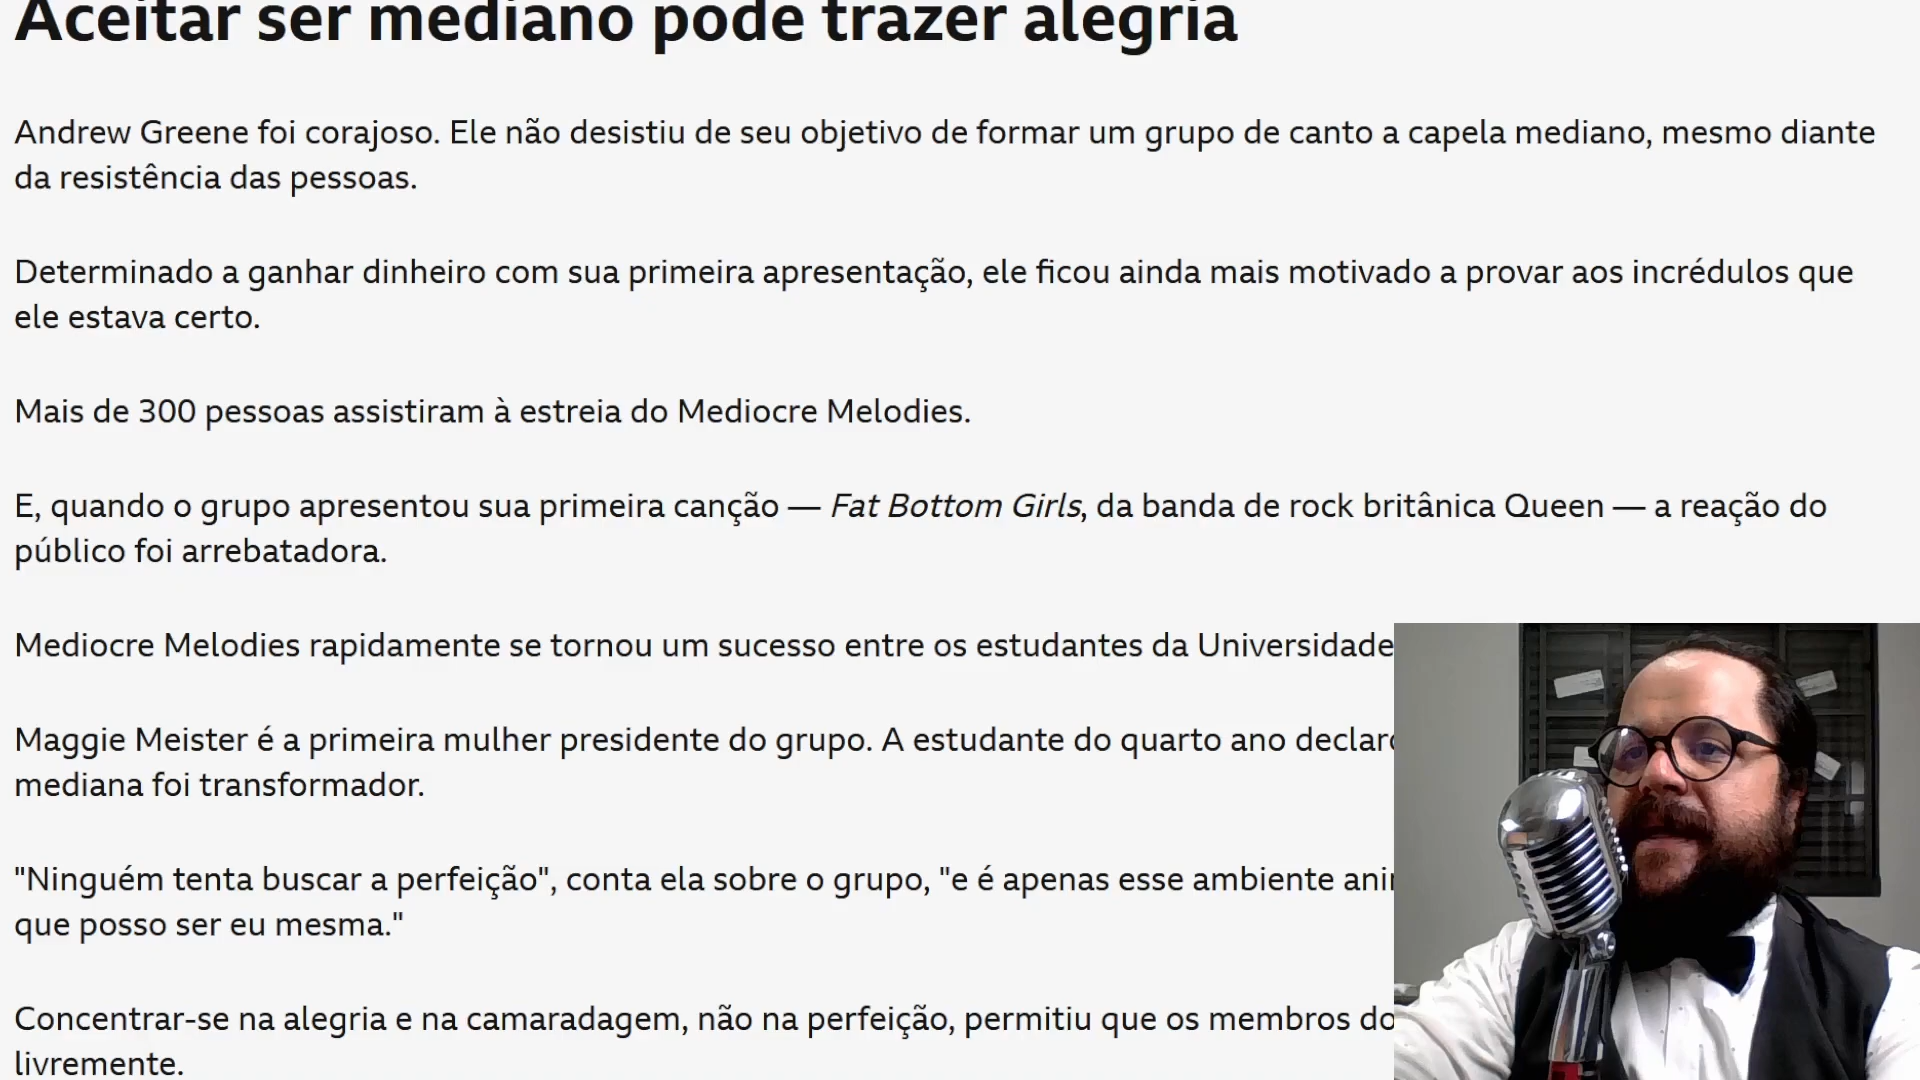 Aceitar ser mediano pode trazer alegria
Andrew Greene foi corajoso. Ele não desistiu de seu objetivo de formar um grupo de canto a capela mediano, mesmo diante
da resistência das pessoas.
Determinado a ganhar dinheiro com sua primeira apresentação, ele ficou ainda mais motivado a provar aos incrédulos que
ele estava certo.
Mais de 300 pessoas assistiram à estreia do Mediocre Melodies.
E, quando o grupo apresentou sua primeira canção — Fat Bottom Girls, da banda de rock britânica Queen — a reação do
público foi arrebatadora.
Mediocre Melodies rapidamente se tornou um sucesso entre os estudantes da Universidade
Maggie Meister é a primeira mulher presidente do grupo. A estudante do quarto ano
mediana foi transformador.
"Ninguém tenta buscar a perfeição", conta ela sobre o grupo, "e é apenas esse ambiente
que posso ser eu mesma."
Concentrar-se na alegria e na camaradagem, não na perfeição, permitiu que os membros do
livremente.